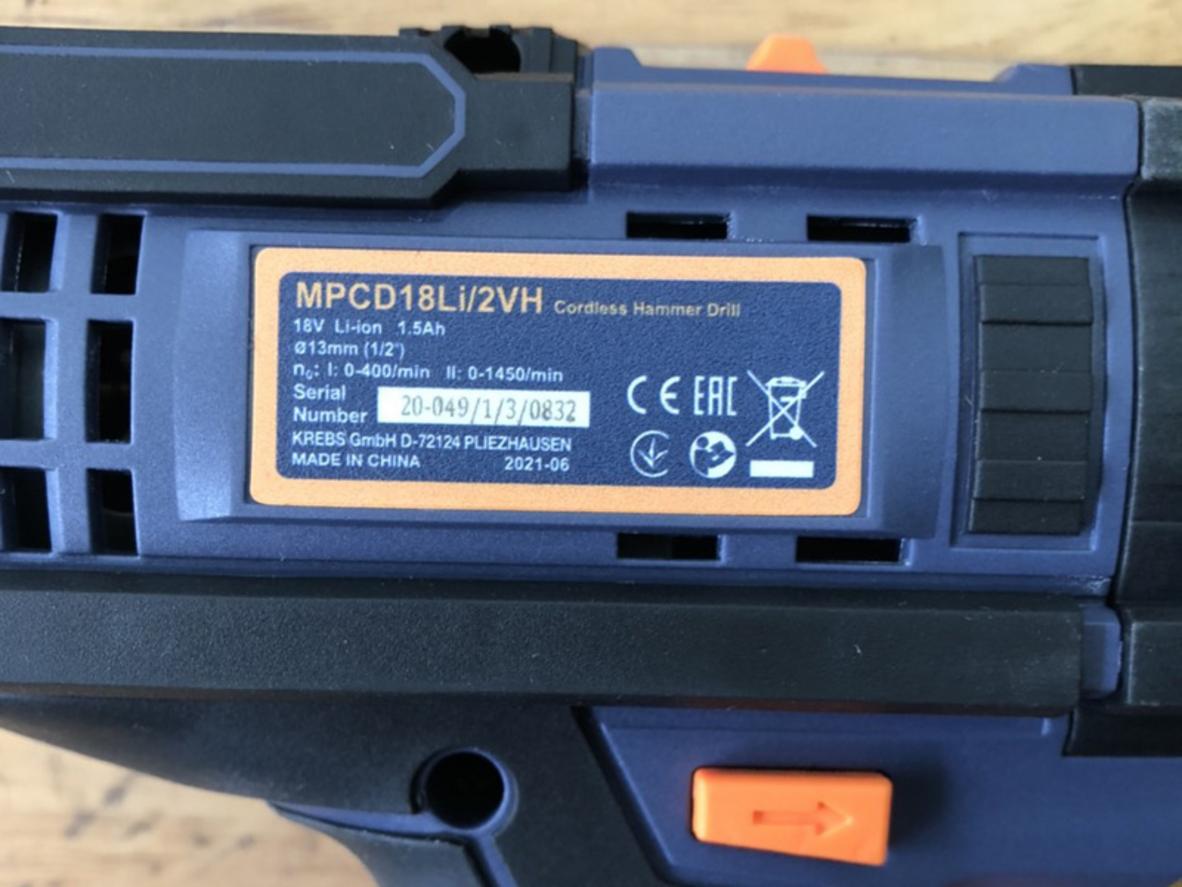 MPCD18Li/2VH Cordless Hammer Drill
18V Li-ion 1.5Ah
Ø13mm (1/2")
n₀: I: 0-400/min II: 0-1450/min
Serial
Number 20-049/1/3/0832
KREBS GmbH D-72124 PLIEZHAUSEN
MADE IN CHINA 2021-06
CE EAC